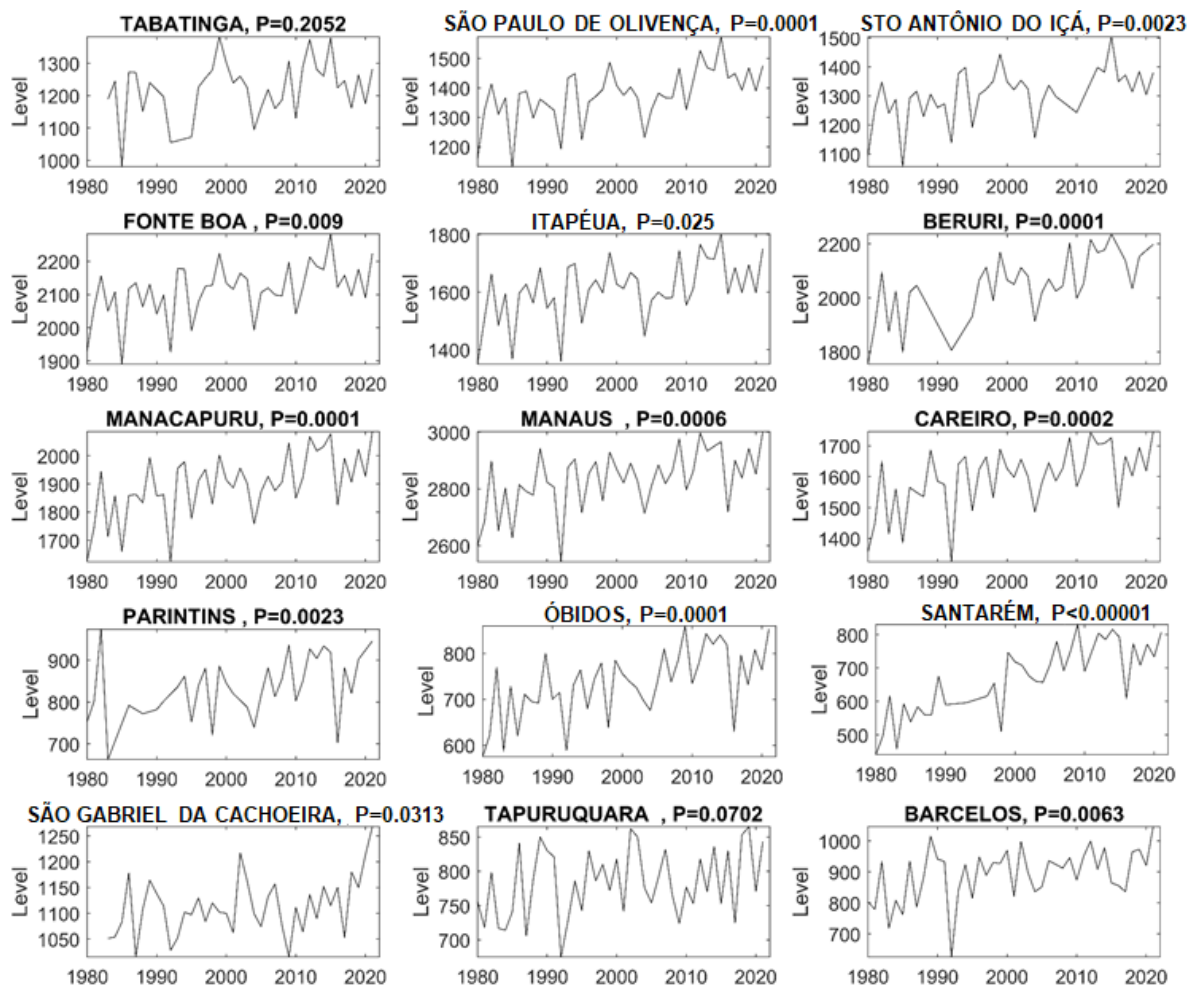 TABATINGA, P=0.2052
Level
1300
1200
1100
1000
1980 1990 2000 2010 2020
SÃO PAULO DE OLIVENÇA, P=0.0001
Level
1500
1400
1300
1200
1980 1990 2000 2010 2020
STO ANTÔNIO DO IÇÁ, P=0.0023
Level
1500
1400
1300
1200
1100
1980 1990 2000 2010 2020
FONTE BOA , P=0.009
Level
2200
2100
2000
1900
1980 1990 2000 2010 2020
ITAPÉUA, P=0.025
Level
1800
1600
1400
1980 1990 2000 2010 2020
BERURI, P=0.0001
Level
2200
2000
1800
1980 1990 2000 2010 2020
MANACAPURU, P=0.0001
Level
2000
1900
1800
1700
1980 1990 2000 2010 2020
MANAUS , P=0.0006
Level
3000
2800
2600
1980 1990 2000 2010 2020
CAREIRO, P=0.0002
Level
1700
1600
1500
1400
1980 1990 2000 2010 2020
PARINTINS , P=0.0023
Level
900
800
700
1980 1990 2000 2010 2020
ÓBIDOS, P=0.0001
Level
800
700
600
1980 1990 2000 2010 2020
SANTARÉM, P<0.00001
Level
800
700
600
500
1980 1990 2000 2010 2020
SÃO GABRIEL DA CACHOEIRA, , P=0.0313
Level
1250
1200
1150
1100
1050
1980 1990 2000 2010 2020
TAPURUQUARA , P=0.0702
Level
850
800
750
700
1980 1990 2000 2010 2020
BARCELOS, P=0.0063
Level
1000
900
800
700
1980 1990 2000 2010 2020